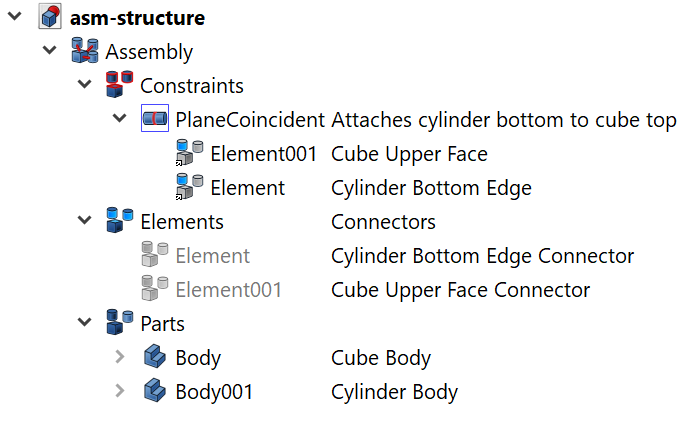 asm-structure
Assembly
Constraints
PlaneCoincident Attaches cylinder bottom to cube top
Element001 Cube Upper Face
Element Cylinder Bottom Edge
Elements Connectors
Element Cylinder Bottom Edge Connector
Element001 Cube Upper Face Connector
Parts
Body Cube Body
Body001 Cylinder Body